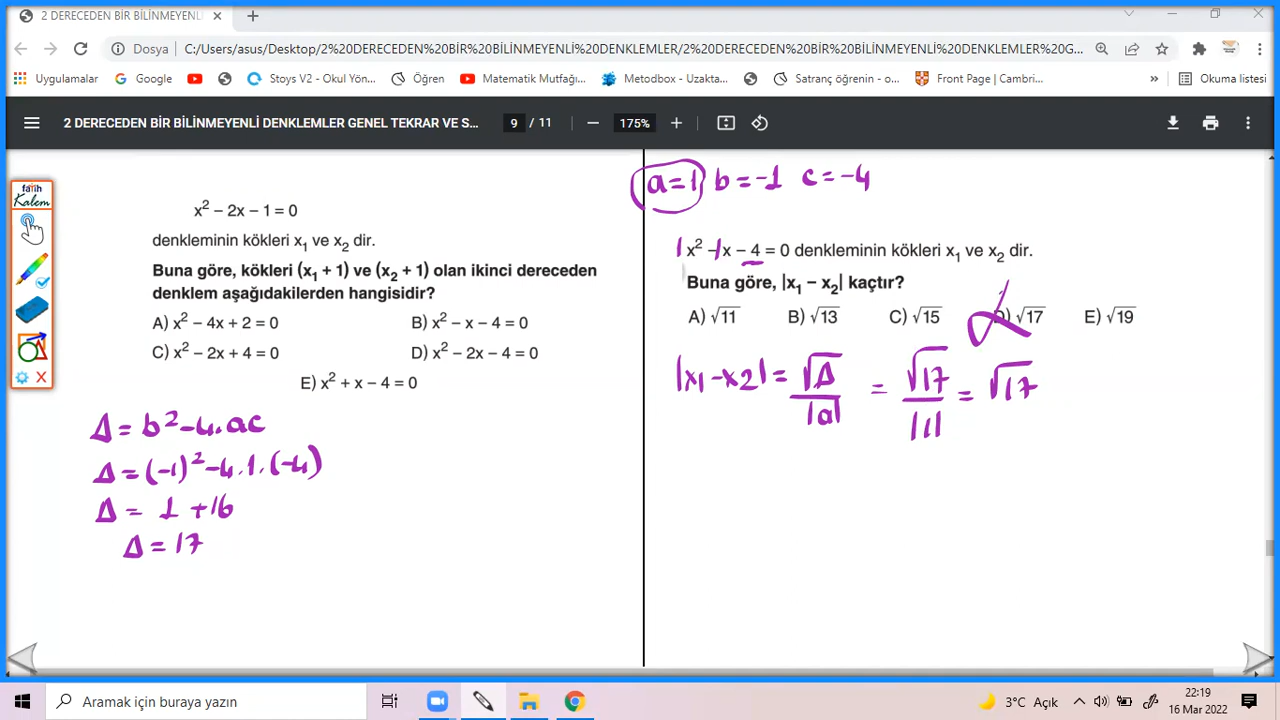 2 DERECEDEN BİR BİLİNMEYENLİ
Dosya C:/Users/asus/Desktop/2%20DERECEDEN%20BİR%20BİLİNMEYENLİ%20DENKLEMLER/2%20DERECEDEN%20BİR%20BİLİNMEYENLİ%20DENKLEMLER%20G...
Uygulamalar Google Stoys V2 - Okul Yön... Öğren Matematik Mutfağı... Metodbox - Uzakta... Satranç öğrenin - o... Front Page | Cambri... » Okuma listesi
2 DERECEDEN BİR BİLİNMEYENLİ DENKLEMLER GENEL TEKRAR VE S... 9 / 11 175%
fatih
Kalem
x² − 2x − 1 = 0
denkleminin kökleri x₁ ve x₂ dir.
Buna göre, kökleri (x₁ + 1) ve (x₂ + 1) olan ikinci dereceden
denklem aşağıdakilerden hangisidir?
A) x² − 4x + 2 = 0 B) x² − x − 4 = 0
C) x² − 2x + 4 = 0 D) x² − 2x − 4 = 0
E) x² + x − 4 = 0
Δ = b² − 4.ac
Δ = (−1)² − 4.1.(−4)
Δ = 1 + 16
Δ = 17
a = 1 b = −1 c = −4
1x² − 1x − 4 = 0 denkleminin kökleri x₁ ve x₂ dir.
Buna göre, |x₁ − x₂| kaçtır?
A) √11 B) √13 C) √15 D) √17 E) √19
|x₁ − x₂| = √Δ / |a| = √17 / |1| = √17
Aramak için buraya yazın 3°C Açık 22:19
16 Mar 2022